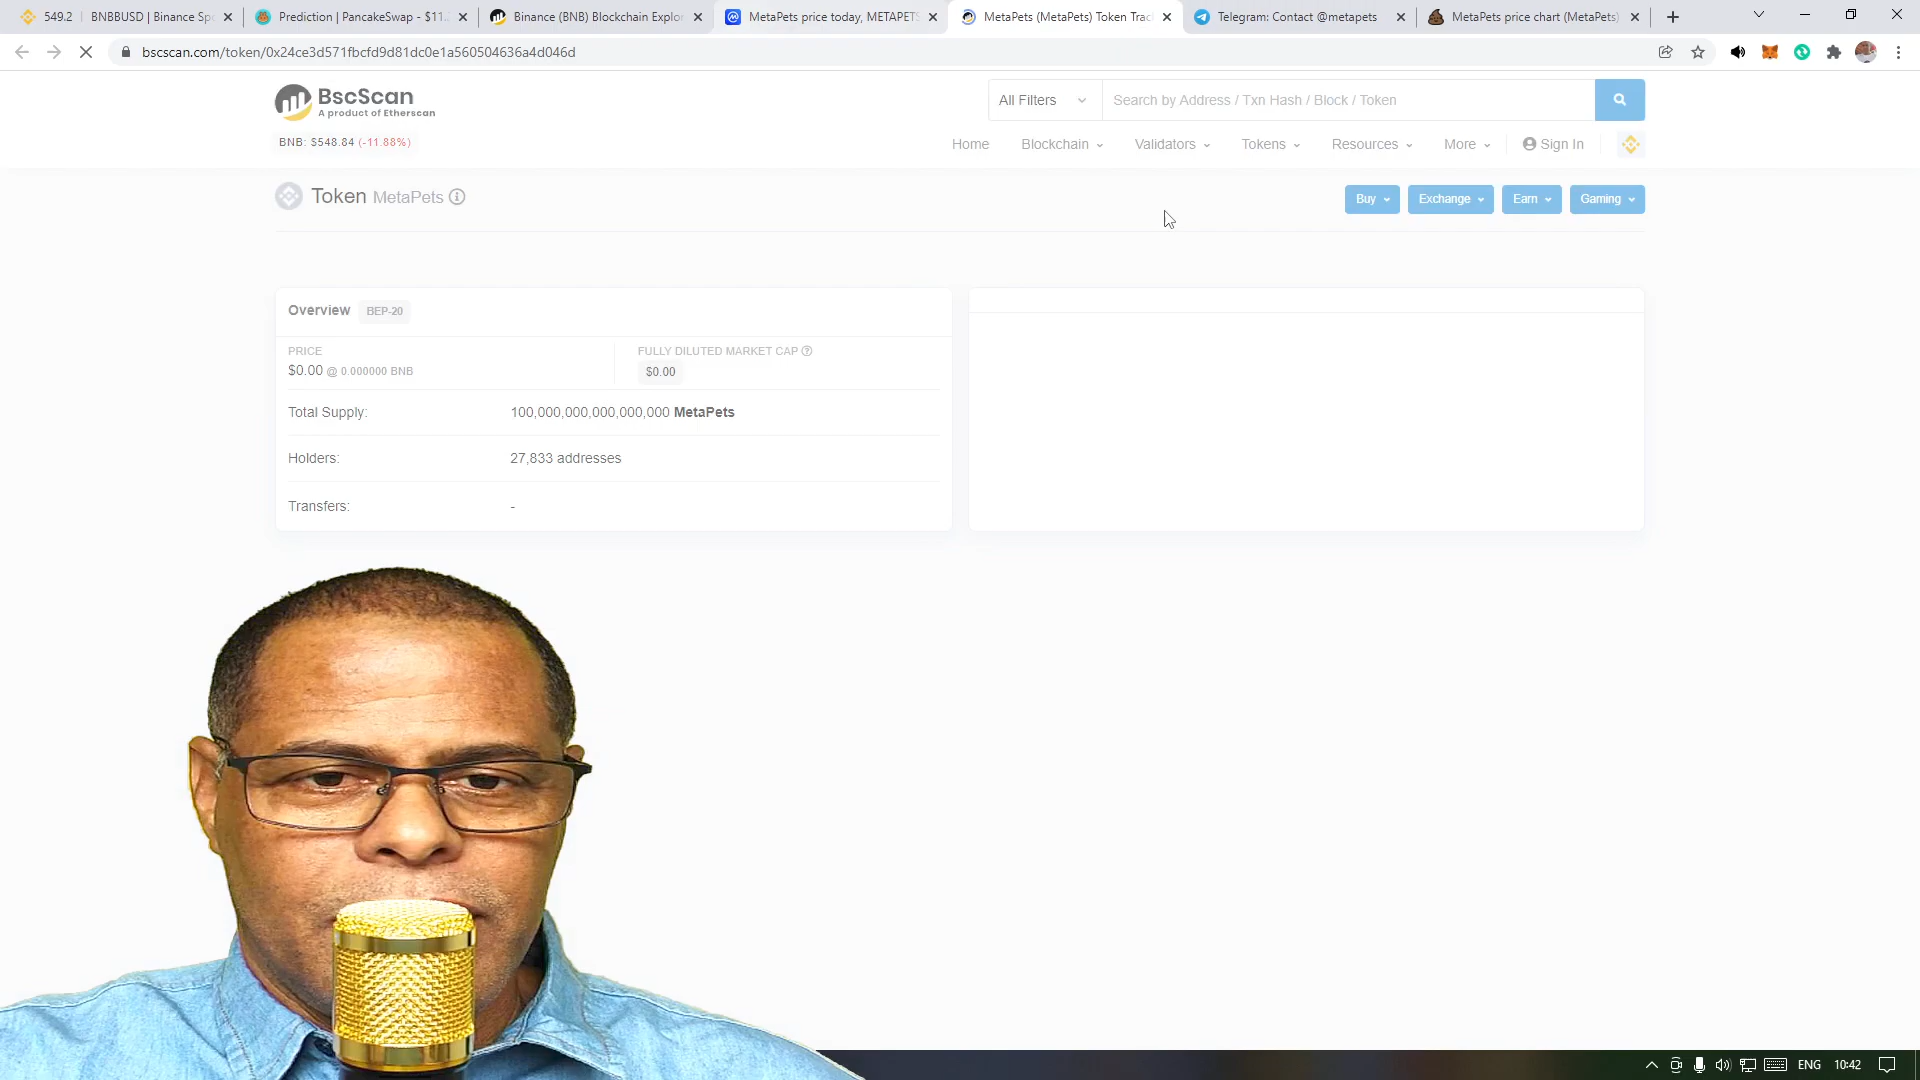 549.2 | BNBBUSD | Binance Sp
Prediction | PancakeSwap - $11.
Binance (BNB) Blockchain Explor
MetaPets price today, METAPETS
MetaPets (MetaPets) Token Trac
Telegram: Contact @metapets
MetaPets price chart (MetaPets)
bscscan.com/token/0x24ce3d571fbcfd9d81dc0e1a560504636a4d046d
BscScan
A product of Etherscan
All Filters
Search by Address / Txn Hash / Block / Token
BNB: $548.84 (-11.88%)
Home
Blockchain
Validators
Tokens
Resources
More
Sign In
Token MetaPets
Buy
Exchange
Earn
Gaming
Overview BEP-20
PRICE
$0.00 @ 0.000000 BNB
FULLY DILUTED MARKET CAP
$0.00
Total Supply: 100,000,000,000,000,000 MetaPets
Holders: 27,833 addresses
Transfers: -
ENG 10:42